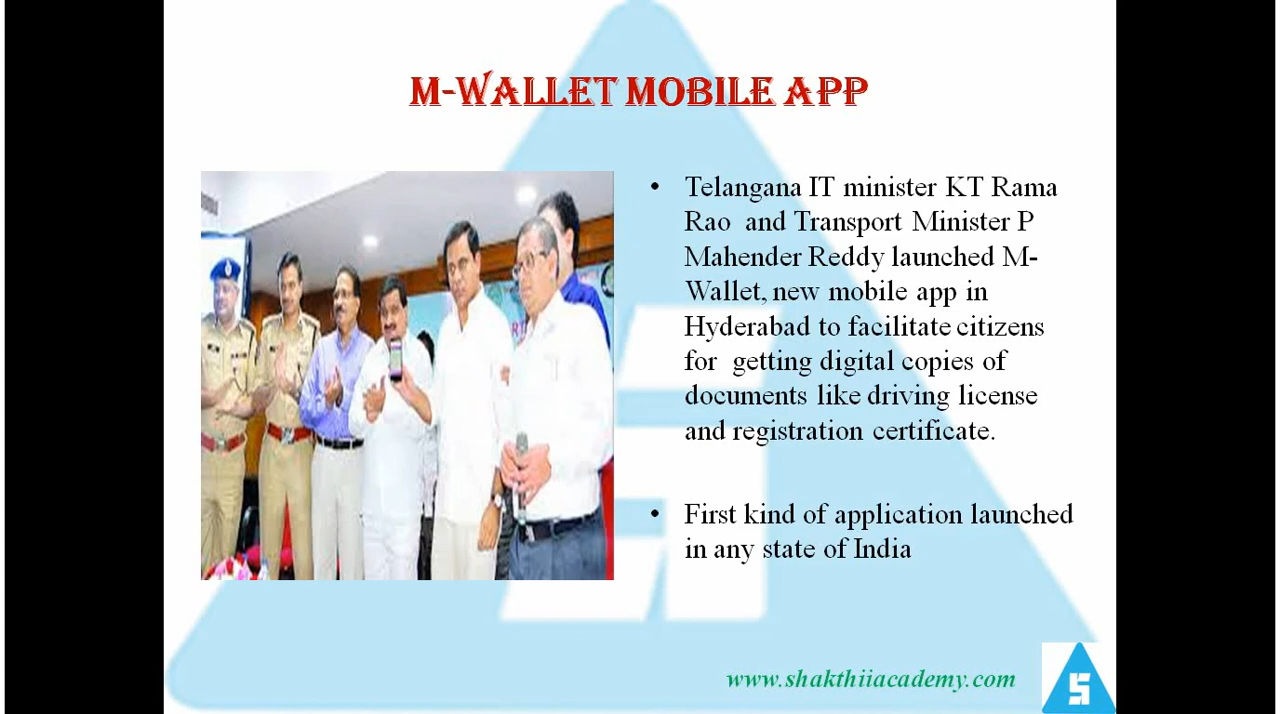 M-WALLET MOBILE APP
• Telangana IT minister KT Rama
Rao and Transport Minister P
Mahender Reddy launched M-
Wallet, new mobile app in
Hyderabad to facilitate citizens
for getting digital copies of
documents like driving license
and registration certificate.
• First kind of application launched
in any state of India
www.shakthiiacademy.com